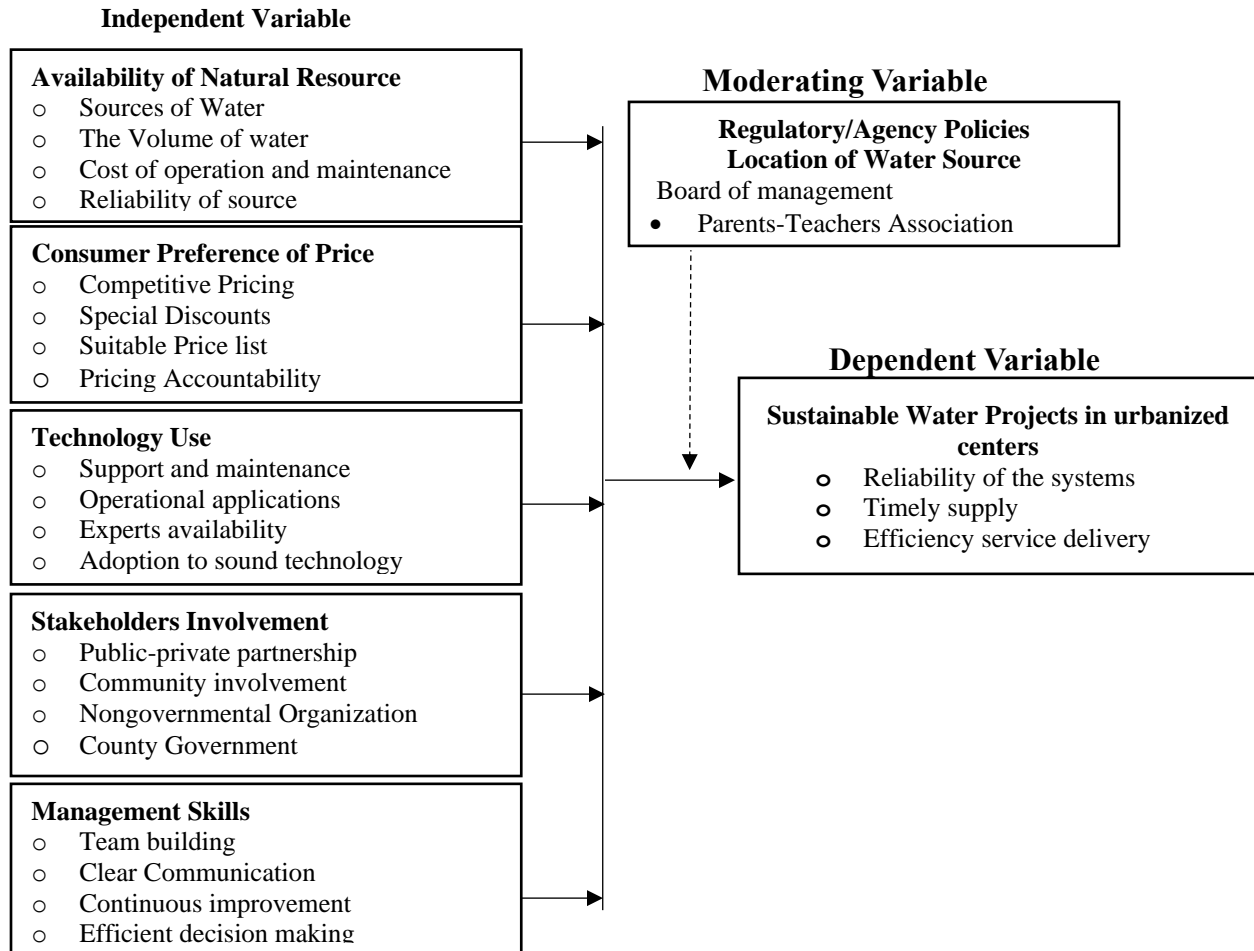 Independent Variable
Availability of Natural Resource
o Sources of Water
o The Volume of water
o Cost of operation and maintenance
o Reliability of source
Consumer Preference of Price
o Competitive Pricing
o Special Discounts
o Suitable Price list
o Pricing Accountability
Technology Use
o Support and maintenance
o Operational applications
o Experts availability
o Adoption to sound technology
Stakeholders Involvement
o Public-private partnership
o Community involvement
o Nongovernmental Organization
o County Government
Management Skills
o Team building
o Clear Communication
o Continuous improvement
o Efficient decision making
Moderating Variable
Regulatory/Agency Policies
Location of Water Source
Board of management
• Parents-Teachers Association
Dependent Variable
Sustainable Water Projects in urbanized
centers
o Reliability of the systems
o Timely supply
o Efficiency service delivery